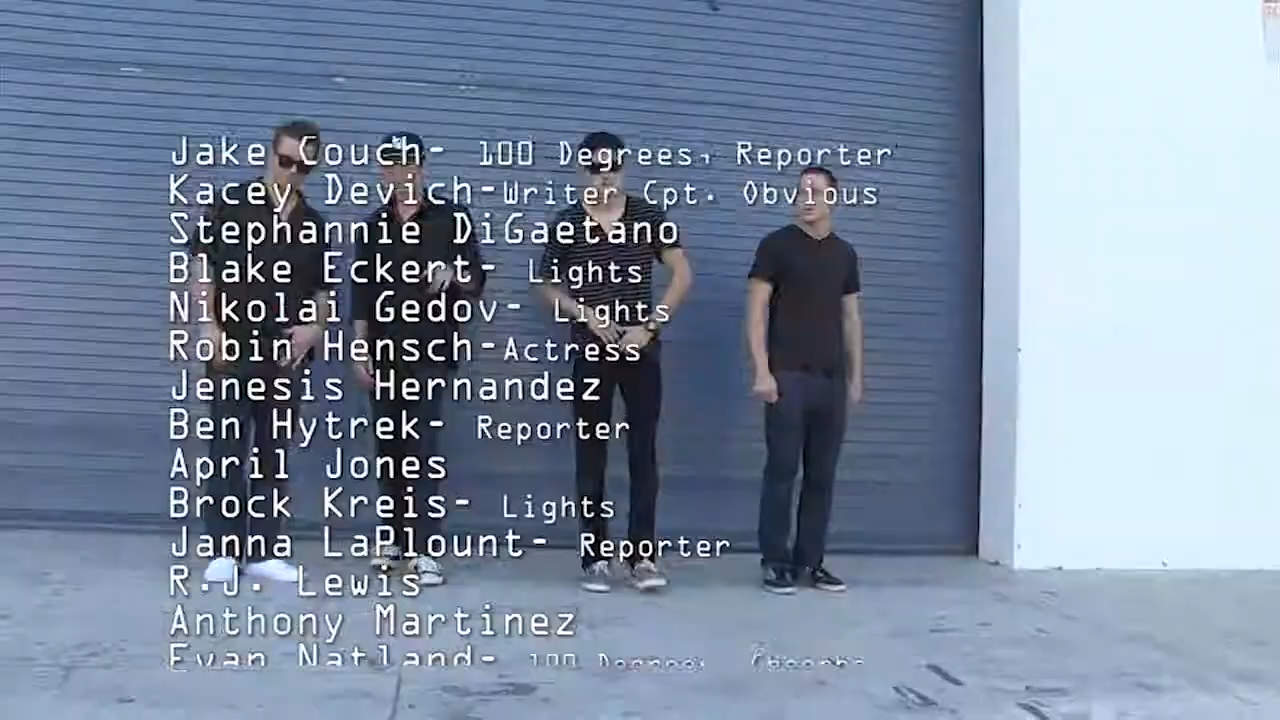 Jake Couch- 100 Degrees, Reporter
Kacey Devich-Writer Cpt. Obvious
Stephannie DiGaetano
Blake Eckert- Lights
Nikolai Gedov- Lights
Robin Hensch-Actress
Jenesis Hernandez
Ben Hytrek- Reporter
April Jones
Brock Kreis- Lights
Janna LaPlount- Reporter
R.J. Lewis
Anthony Martinez
Evan Natland- 100 Degrees,